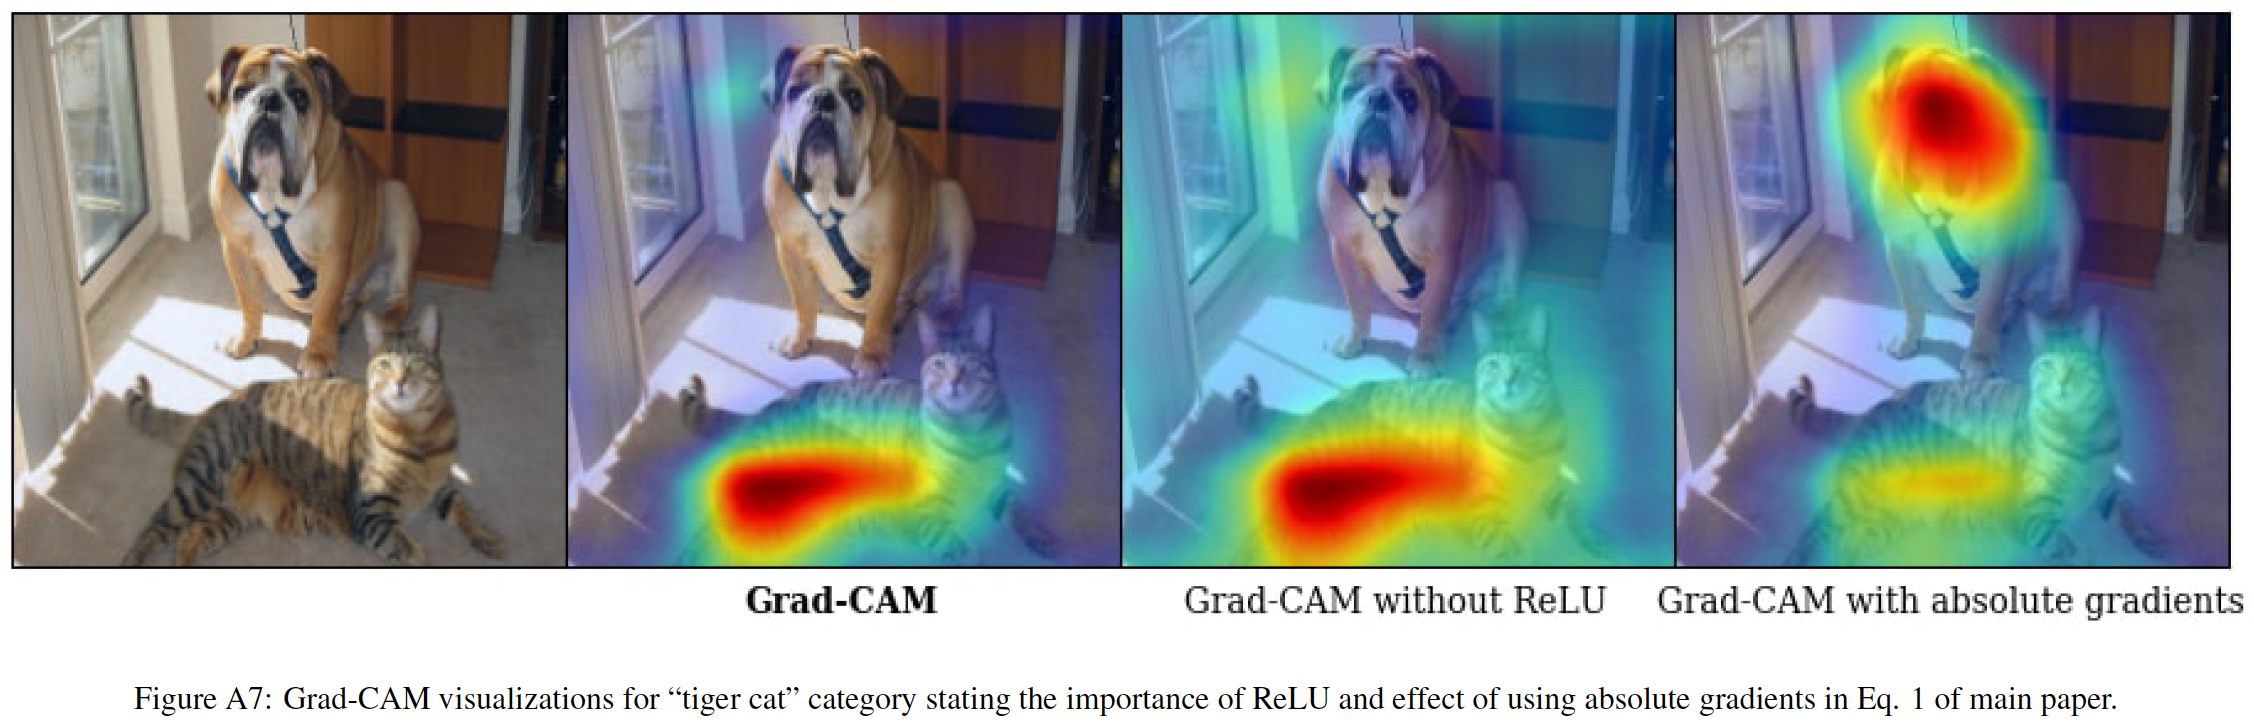 Grad-CAM
Grad-CAM without ReLU
Grad-CAM with absolute gradients
Figure A7: Grad-CAM visualizations for “tiger cat” category stating the importance of ReLU and effect of using absolute gradients in Eq. 1 of main paper.